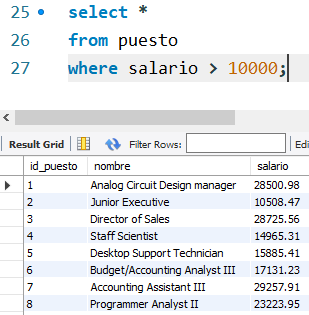 25 select *
26 from puesto
27 where salario > 10000;
Result Grid Filter Rows: Edi
id_puesto nombre salario
1 Analog Circuit Design manager 28500.98
2 Junior Executive 10508.47
3 Director of Sales 28725.56
4 Staff Scientist 14965.31
5 Desktop Support Technician 15885.41
6 Budget/Accounting Analyst III 17131.23
7 Accounting Assistant III 29257.91
8 Programmer Analyst II 23223.95